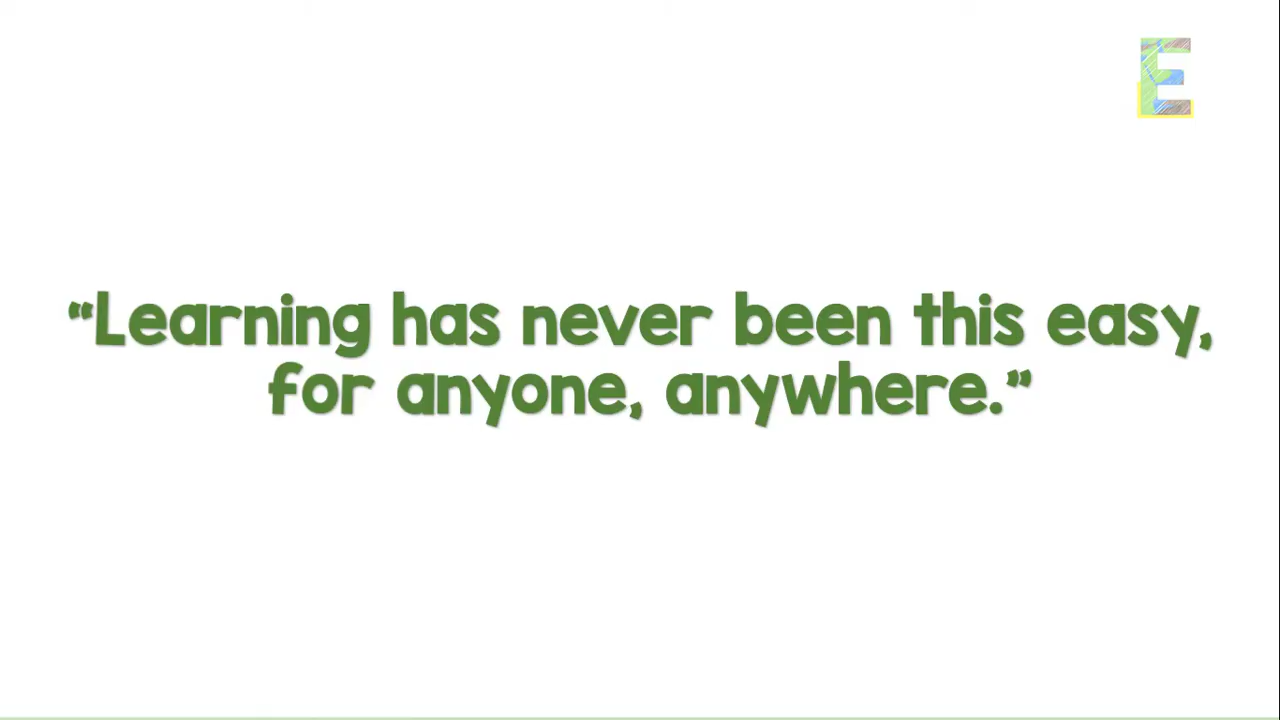 E
“Learning has never been this easy,
for anyone, anywhere.”